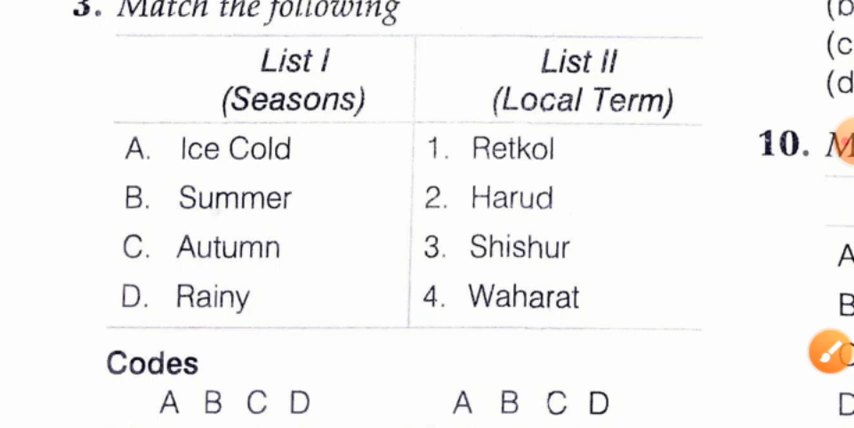 3. Match the following
List I List II
(Seasons) (Local Term)
A. Ice Cold 1. Retkol
B. Summer 2. Harud
C. Autumn 3. Shishur
D. Rainy 4. Waharat
Codes
A B C D A B C D
(b
(c
(d
10. M
A
B
C
D